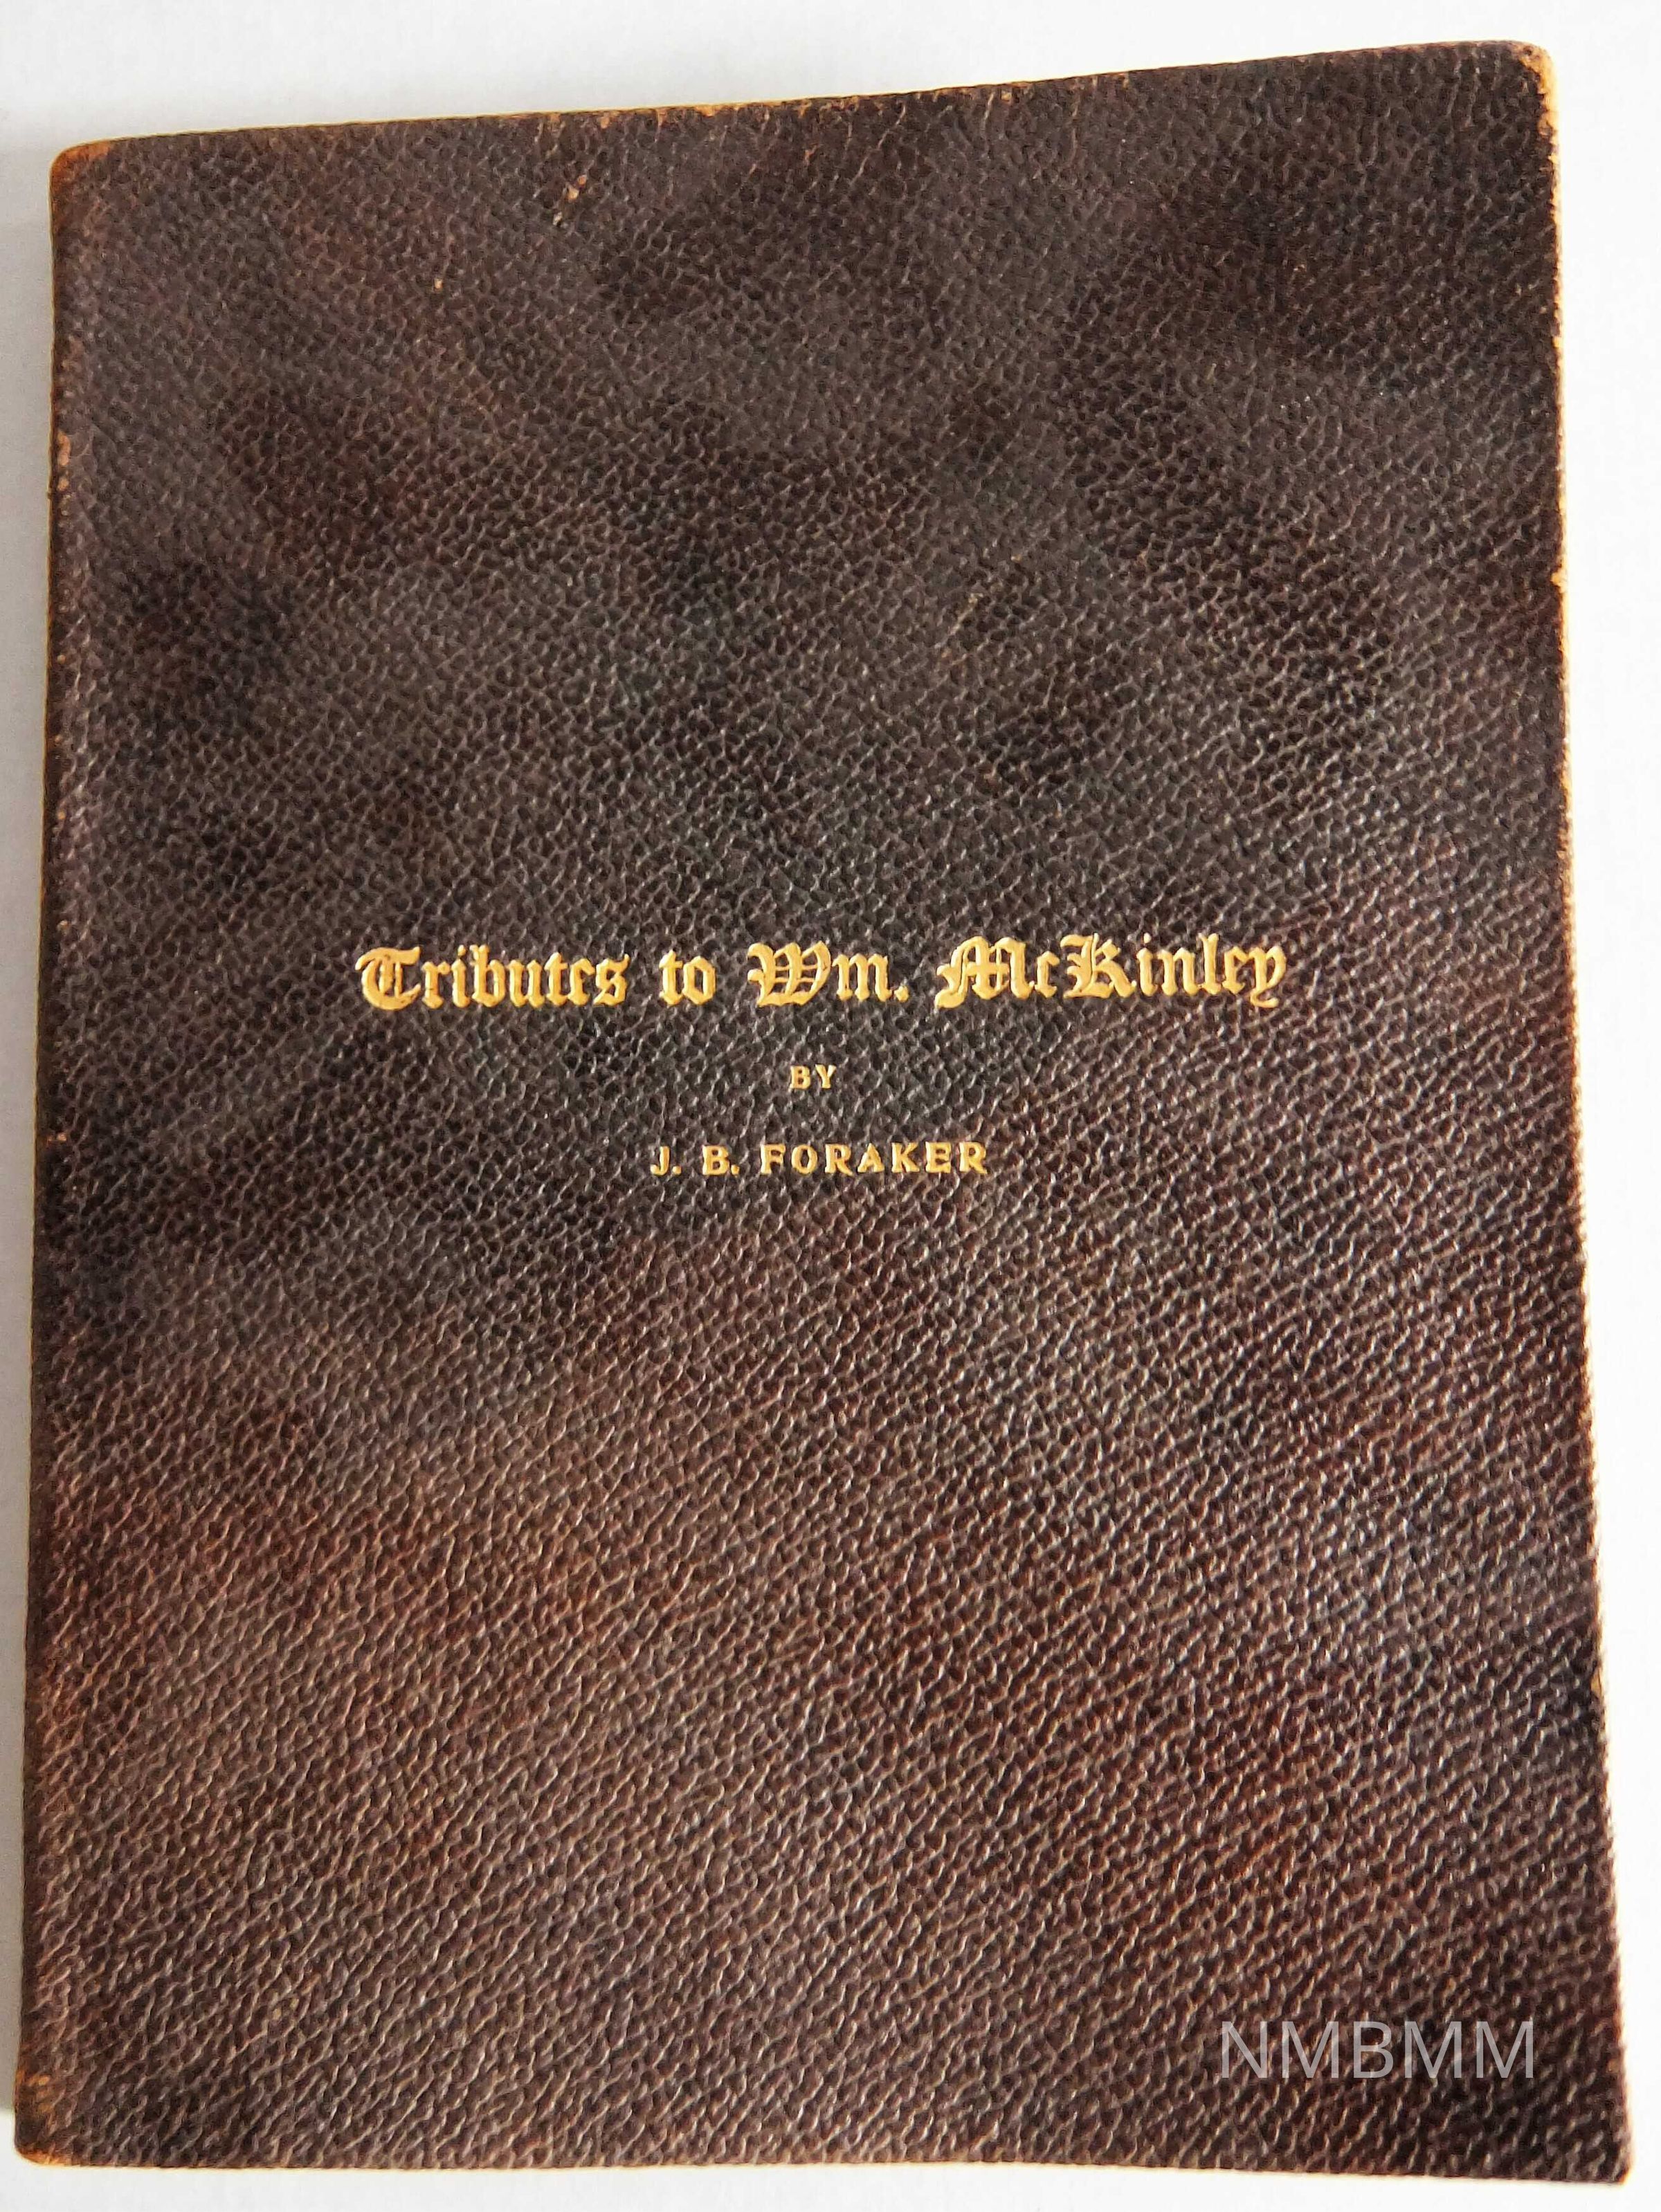 Tributes to Wm. McKinley
BY
J. B. FORAKER
NMBMM